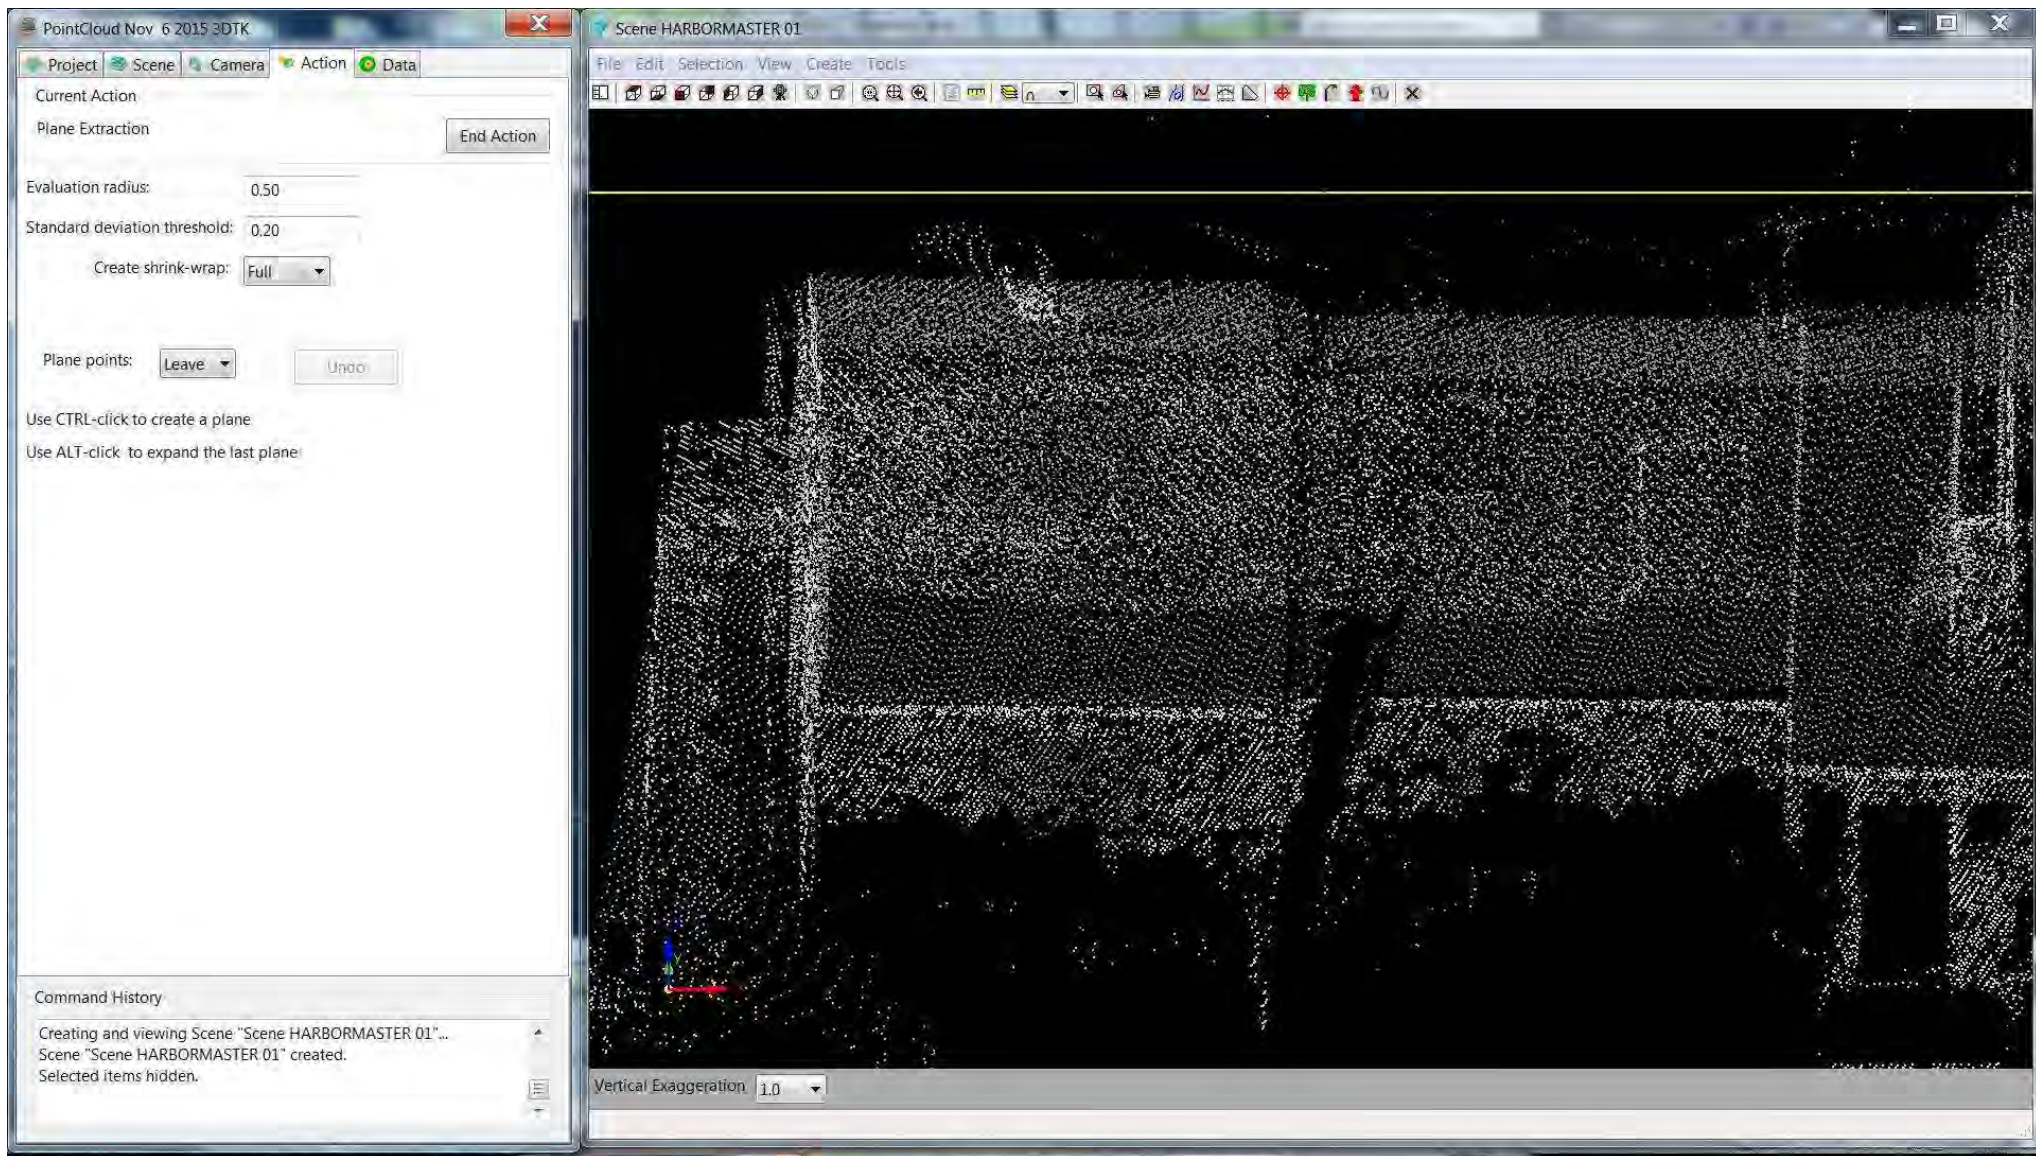 PointCloud Nov 6 2015 3DTK
Project Scene Camera Action Data
Current Action
Plane Extraction
End Action
Evaluation radius: 0.50
Standard deviation threshold: 0.20
Create shrink-wrap: Full
Plane points: Leave Undo
Use CTRL-click to create a plane
Use ALT-click to expand the last plane
Command History
Creating and viewing Scene "Scene HARBORMASTER 01"...
Scene "Scene HARBORMASTER 01" created.
Selected items hidden.
Scene HARBORMASTER 01
File Edit Selection View Create Tools
n
y
Vertical Exaggeration 1.0